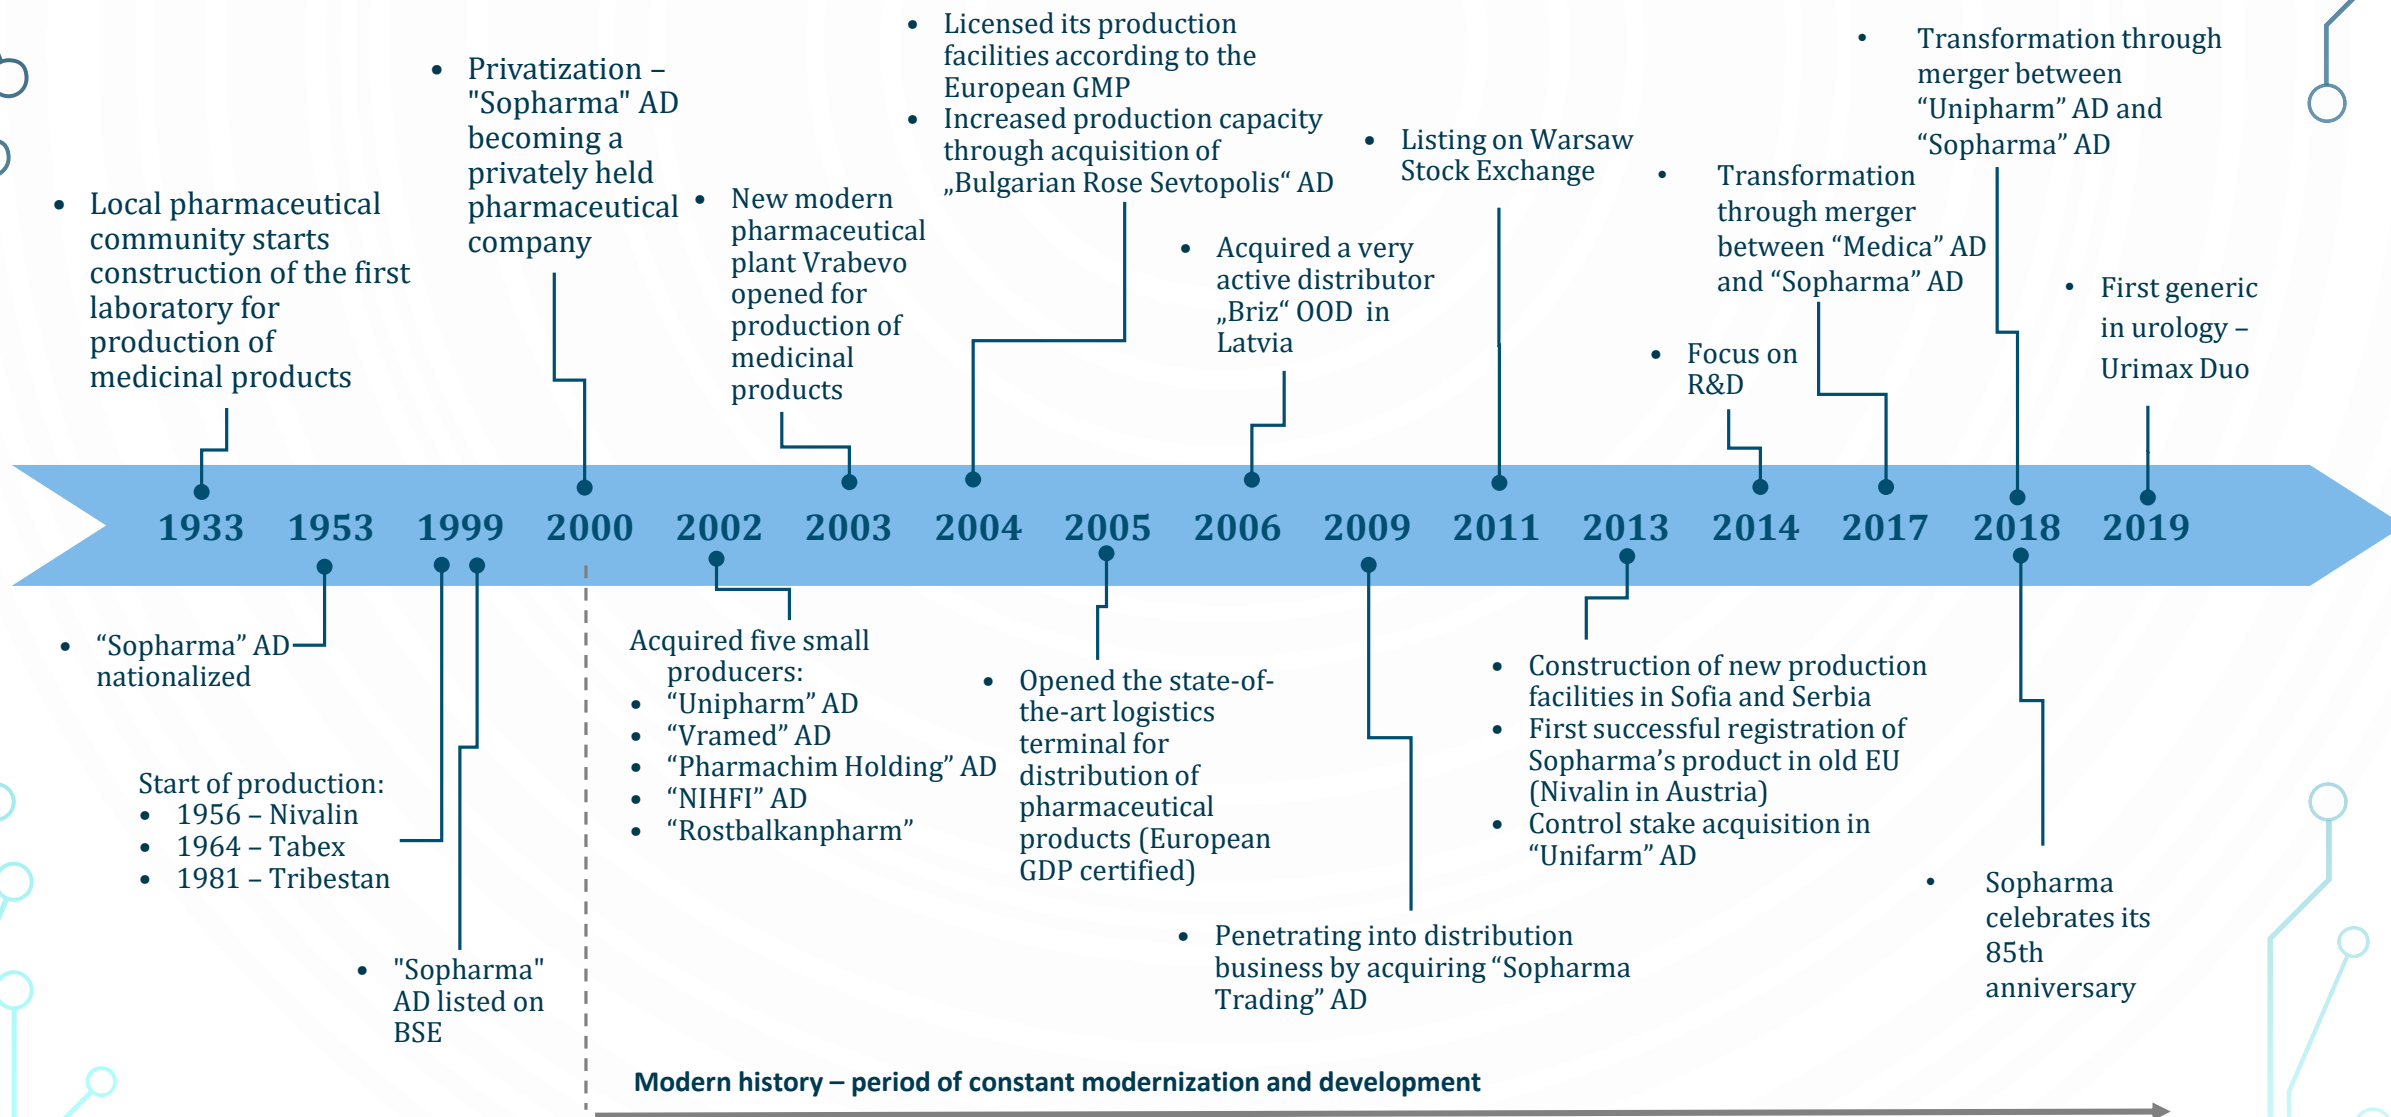 • Local pharmaceutical
community starts
construction of the first
laboratory for
production of
medicinal products
• Privatization –
"Sopharma" AD
becoming a
privately held
pharmaceutical
company
• New modern
pharmaceutical
plant Vrabevo
opened for
production of
medicinal
products
• Licensed its production
facilities according to the
European GMP
• Increased production capacity
through acquisition of
„Bulgarian Rose Sevtopolis“ AD
• Acquired a very
active distributor
„Briz“ OOD in
Latvia
• Listing on Warsaw
Stock Exchange
• Focus on
R&D
• Transformation
through merger
between “Medica” AD
and “Sopharma” AD
• Transformation through
merger between
“Unipharm” AD and
“Sopharma” AD
• First generic
in urology –
Urimax Duo
1933 1953 1999 2000 2002 2003 2004 2005 2006 2009 2011 2013 2014 2017 2018 2019
• “Sopharma” AD
nationalized
Start of production:
• 1956 – Nivalin
• 1964 – Tabex
• 1981 – Tribestan
• "Sopharma"
AD listed on
BSE
Acquired five small
producers:
• “Unipharm” AD
• “Vramed” AD
• “Pharmachim Holding” AD
• “NIHFI” AD
• “Rostbalkanpharm”
• Opened the state-of-
the-art logistics
terminal for
distribution of
pharmaceutical
products (European
GDP certified)
• Penetrating into distribution
business by acquiring “Sopharma
Trading” AD
• Construction of new production
facilities in Sofia and Serbia
• First successful registration of
Sopharma’s product in old EU
(Nivalin in Austria)
• Control stake acquisition in
“Unifarm” AD
• Sopharma
celebrates its
85th
anniversary
Modern history – period of constant modernization and development